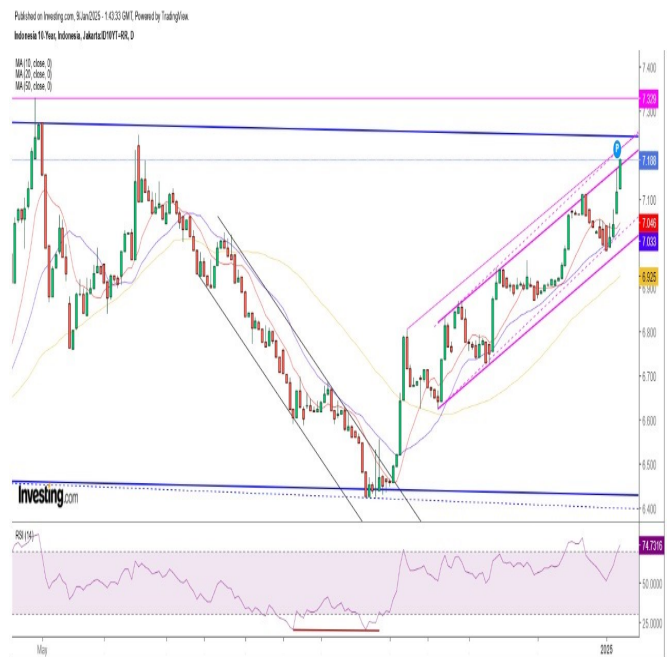 Published on Investing.com, 9/Jan/2025 - 1:43:33 GMT, Powered by TradingView.
Indonesia 10-Year, Indonesia, Jakarta:ID10YT=RR, D
MA (10, close, 0)
MA (20, close, 0)
MA (50, close, 0)
7.400
7.329
7.300
P
7.188
7.100
7.046
7.033
6.925
6.900
6.800
6.700
6.600
6.500
6.400
Investing.com
RSI (14)
74.7316
50.0000
25.0000
May
2025